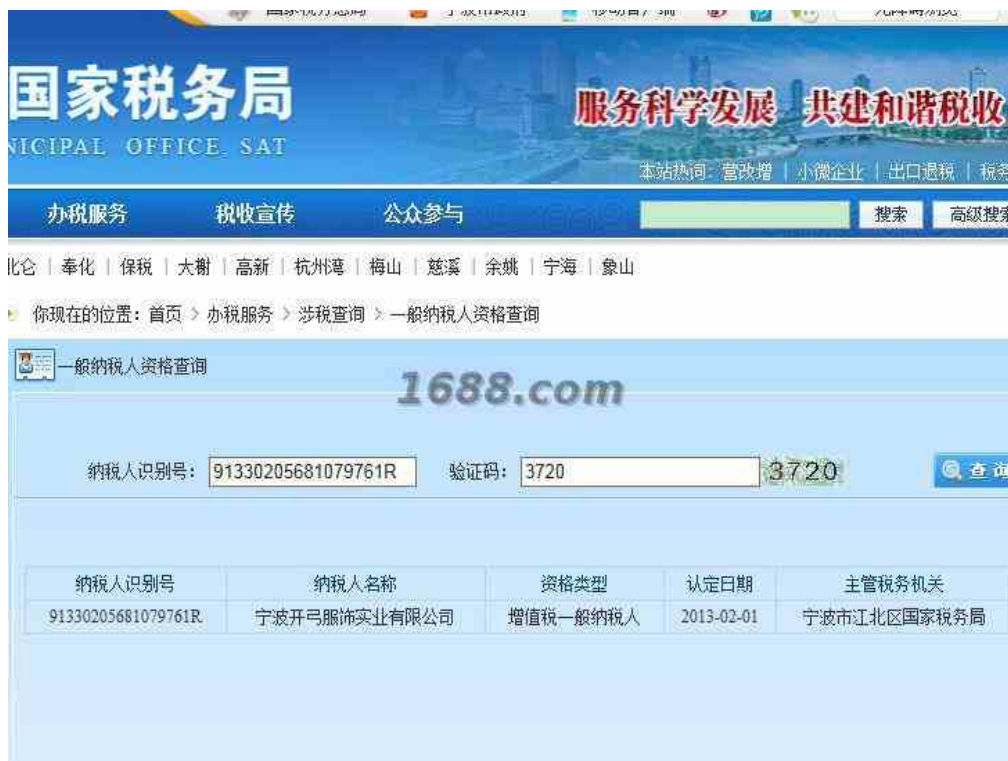 国家税务局
NICIPAL OFFICE. SAT
服务科学发展 共建和谐税收
本站热词：营改增 | 小微企业 | 出口退税 | 税务
办税服务 税收宣传 公众参与 搜索 高级搜索
北仑 | 奉化 | 保税 | 大榭 | 高新 | 杭州湾 | 梅山 | 慈溪 | 余姚 | 宁海 | 象山
你现在的位置：首页 > 办税服务 > 涉税查询 > 一般纳税人资格查询
一般纳税人资格查询
1688.com
纳税人识别号： 91330205681079761R 验证码： 3720 3720 查询
纳税人识别号 纳税人名称 资格类型 认定日期 主管税务机关
91330205681079761R 宁波开弓服饰实业有限公司 增值税一般纳税人 2013-02-01 宁波市江北区国家税务局